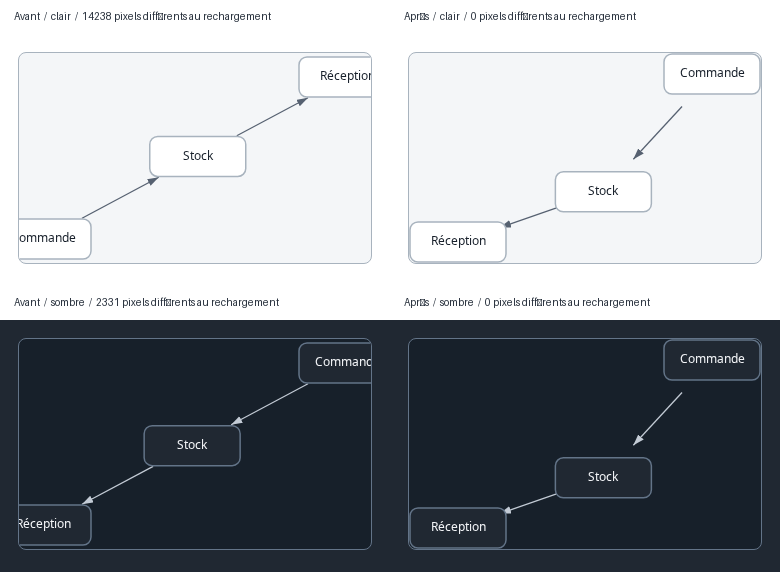 Avant / clair / 14238 pixels diff□rents au rechargement
Apr□s / clair / 0 pixels diff□rents au rechargement
Réception
Commande
Stock
Stock
ommande
Réception
Avant / sombre / 2331 pixels diff□rents au rechargement
Apr□s / sombre / 0 pixels diff□rents au rechargement
Command
Commande
Stock
Stock
Réception
Réception